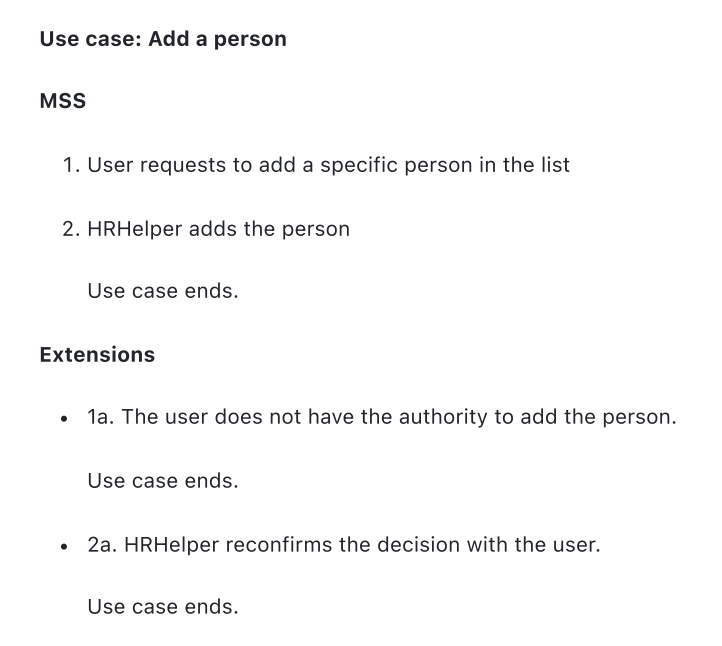 Use case: Add a person
MSS
1. User requests to add a specific person in the list
2. HRHelper adds the person
Use case ends.
Extensions
• 1a. The user does not have the authority to add the person.
Use case ends.
• 2a. HRHelper reconfirms the decision with the user.
Use case ends.